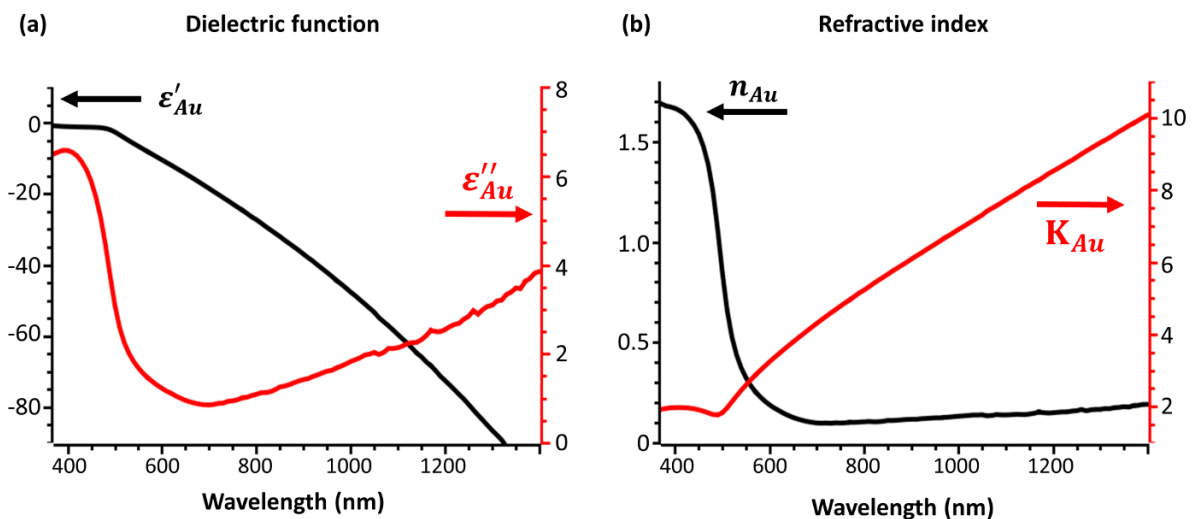 (a) Dielectric function
ε′Au
ε″Au
0
-20
-40
-60
-80
8
6
4
2
0
400 600 800 1000 1200
Wavelength (nm)
(b) Refractive index
nAu
KAu
1.5
1.0
0.5
0
10
8
6
4
2
400 600 800 1000 1200
Wavelength (nm)